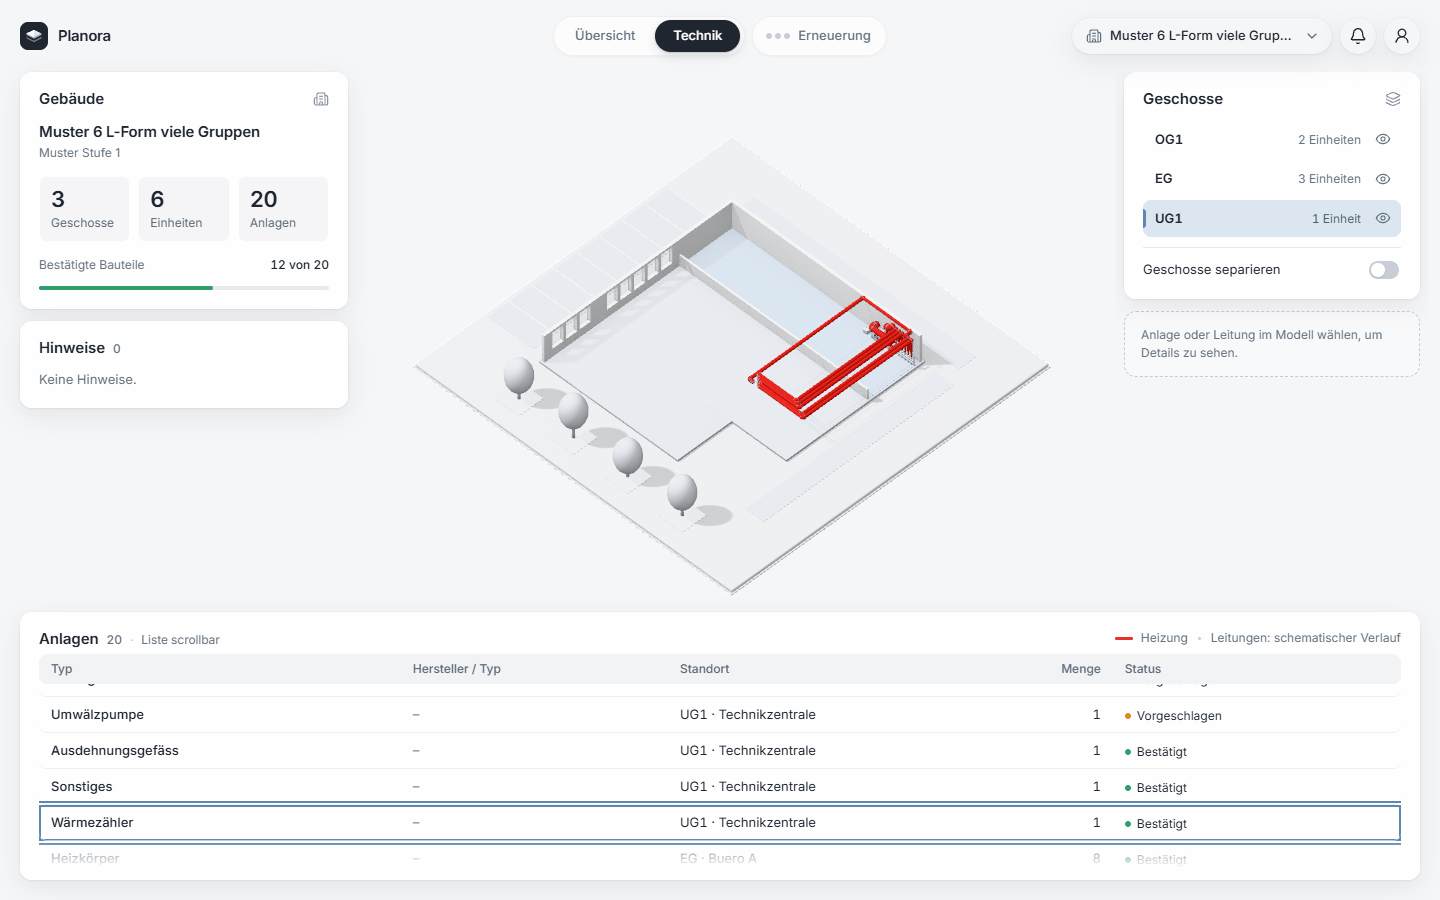 Planora
Übersicht
Technik
Erneuerung
Muster 6 L-Form viele Grup...
Gebäude
Muster 6 L-Form viele Gruppen
Muster Stufe 1
3
Geschosse
6
Einheiten
20
Anlagen
Bestätigte Bauteile
12 von 20
Hinweise 0
Keine Hinweise.
Geschosse
OG1 2 Einheiten
EG 3 Einheiten
UG1 1 Einheit
Geschosse separieren
Anlage oder Leitung im Modell wählen, um
Details zu sehen.
Anlagen 20 · Liste scrollbar
Heizung · Leitungen: schematischer Verlauf
Typ Hersteller / Typ Standort Menge Status
Umwälzpumpe – UG1 · Technikzentrale 1 Vorgeschlagen
Ausdehnungsgefäss – UG1 · Technikzentrale 1 Bestätigt
Sonstiges – UG1 · Technikzentrale 1 Bestätigt
Wärmezähler – UG1 · Technikzentrale 1 Bestätigt
Heizkörper – EG · Buero A 8 Bestätigt